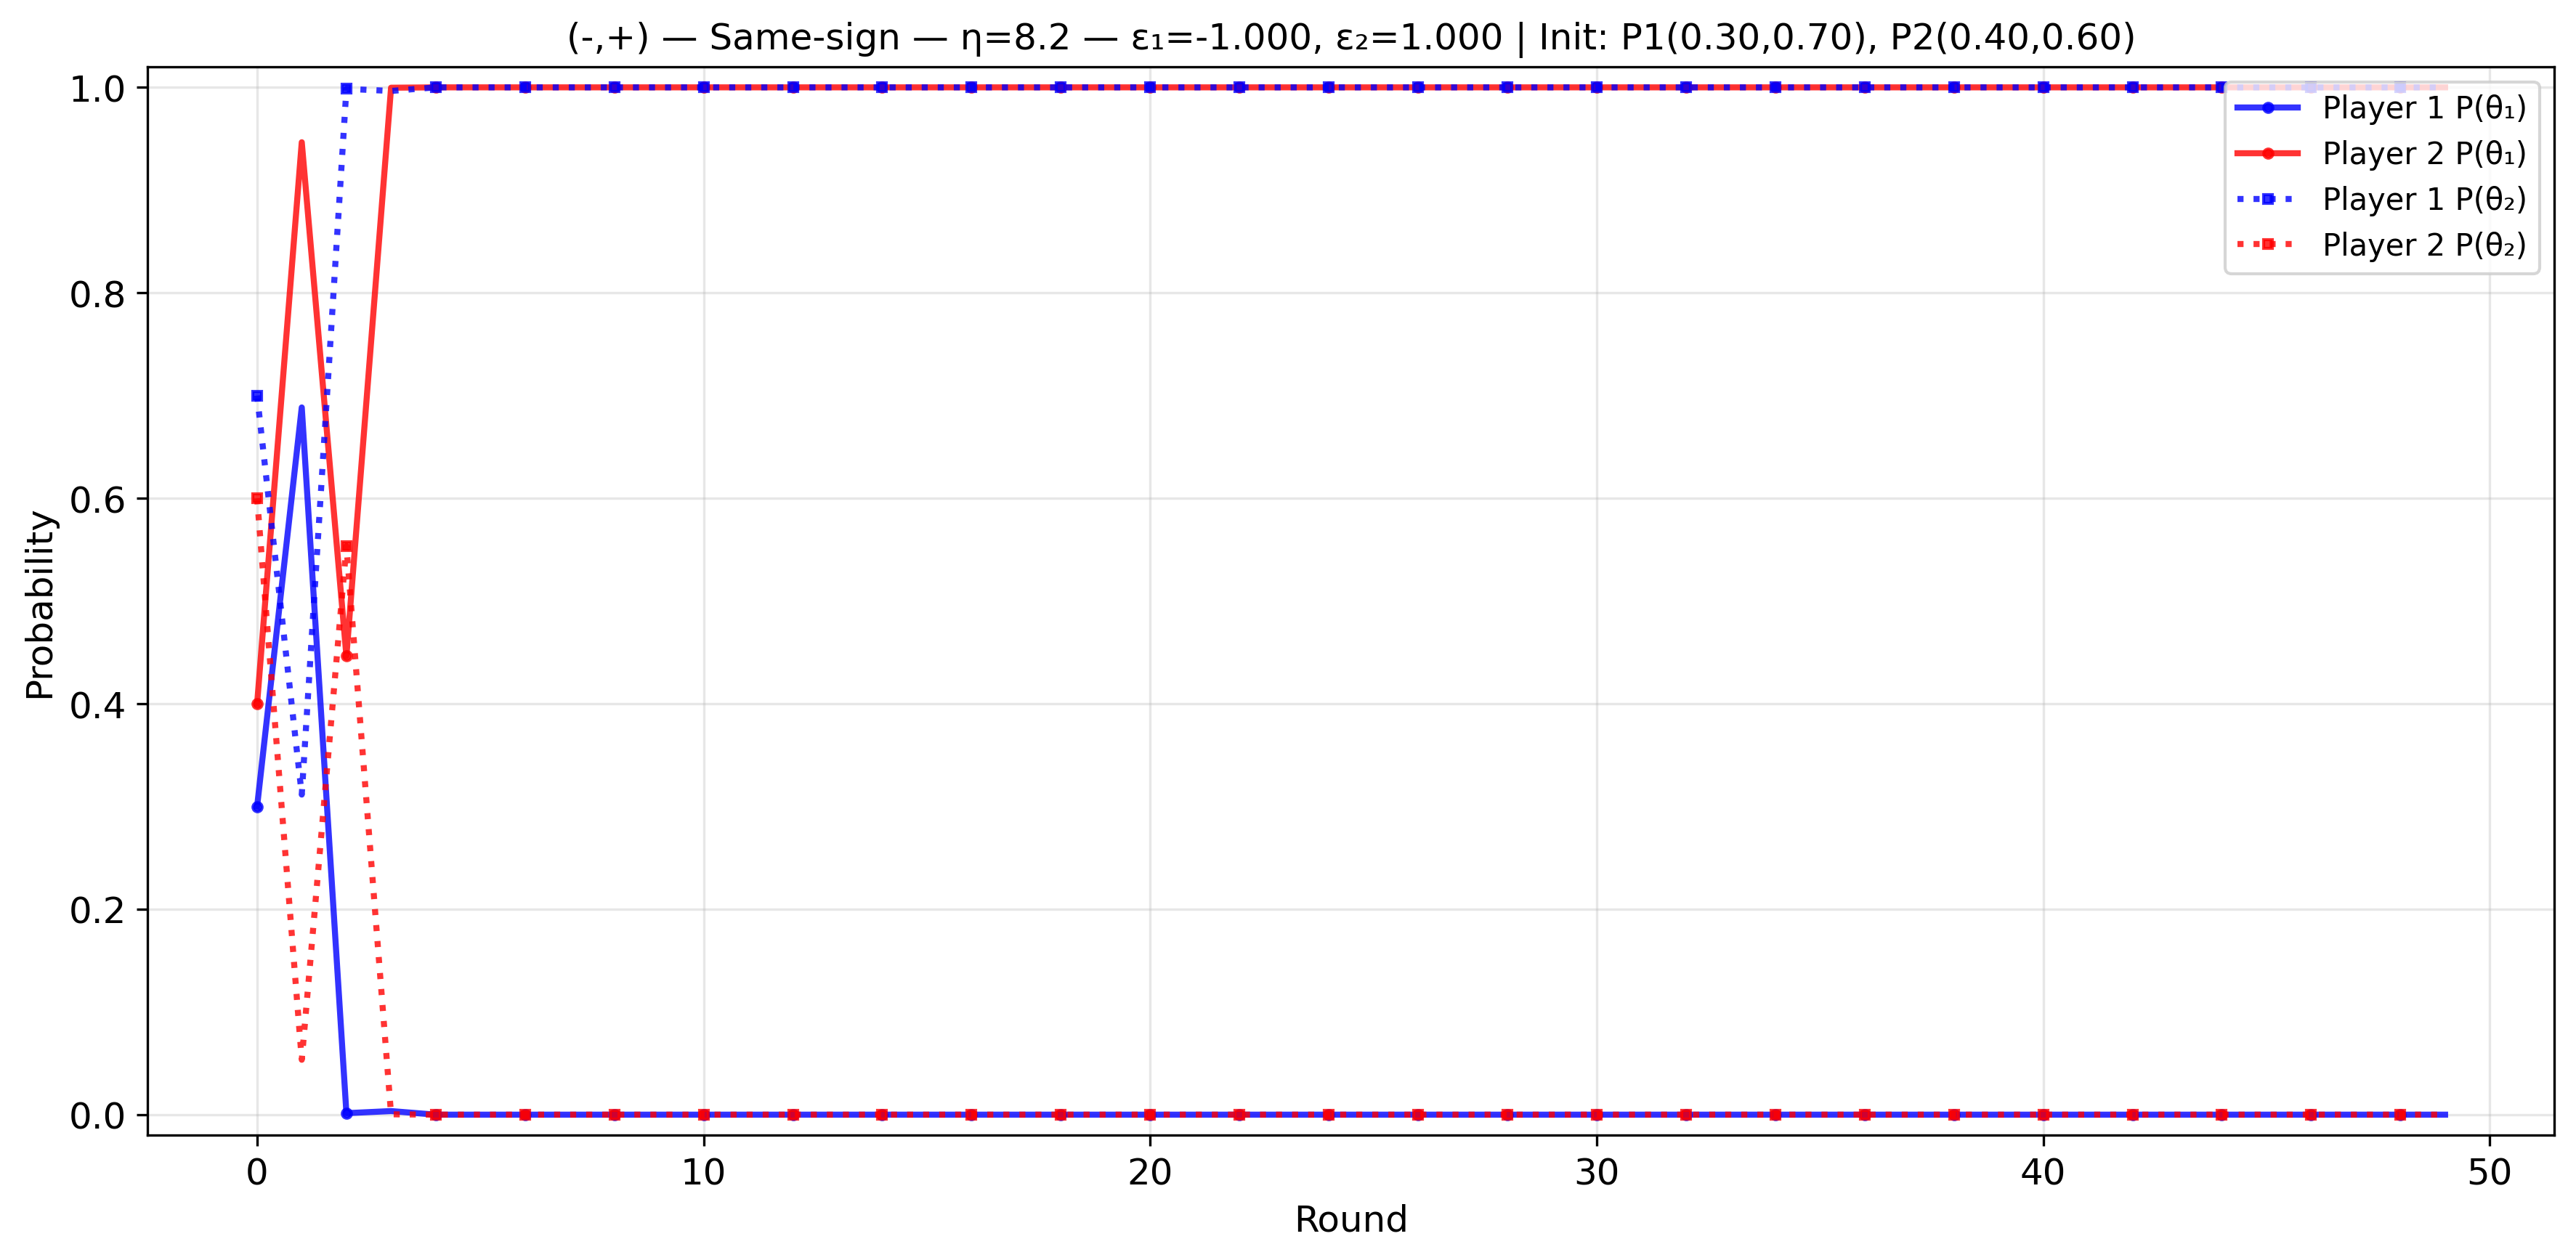 (-,+) — Same-sign — η=8.2 — ε₁=-1.000, ε₂=1.000 | Init: P1(0.30,0.70), P2(0.40,0.60)
1.0
0.8
0.6
0.4
0.2
0.0
Probability
Player 1 P(θ₁)
Player 2 P(θ₁)
Player 1 P(θ₂)
Player 2 P(θ₂)
0 10 20 30 40 50
Round